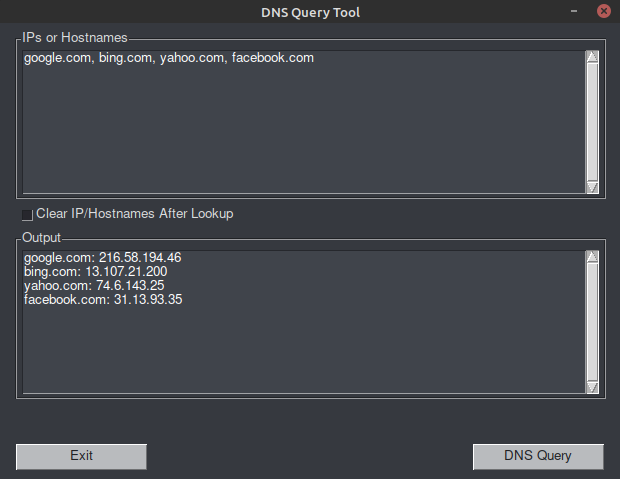 DNS Query Tool
IPs or Hostnames
google.com, bing.com, yahoo.com, facebook.com
Clear IP/Hostnames After Lookup
Output
google.com: 216.58.194.46
bing.com: 13.107.21.200
yahoo.com: 74.6.143.25
facebook.com: 31.13.93.35
Exit
DNS Query